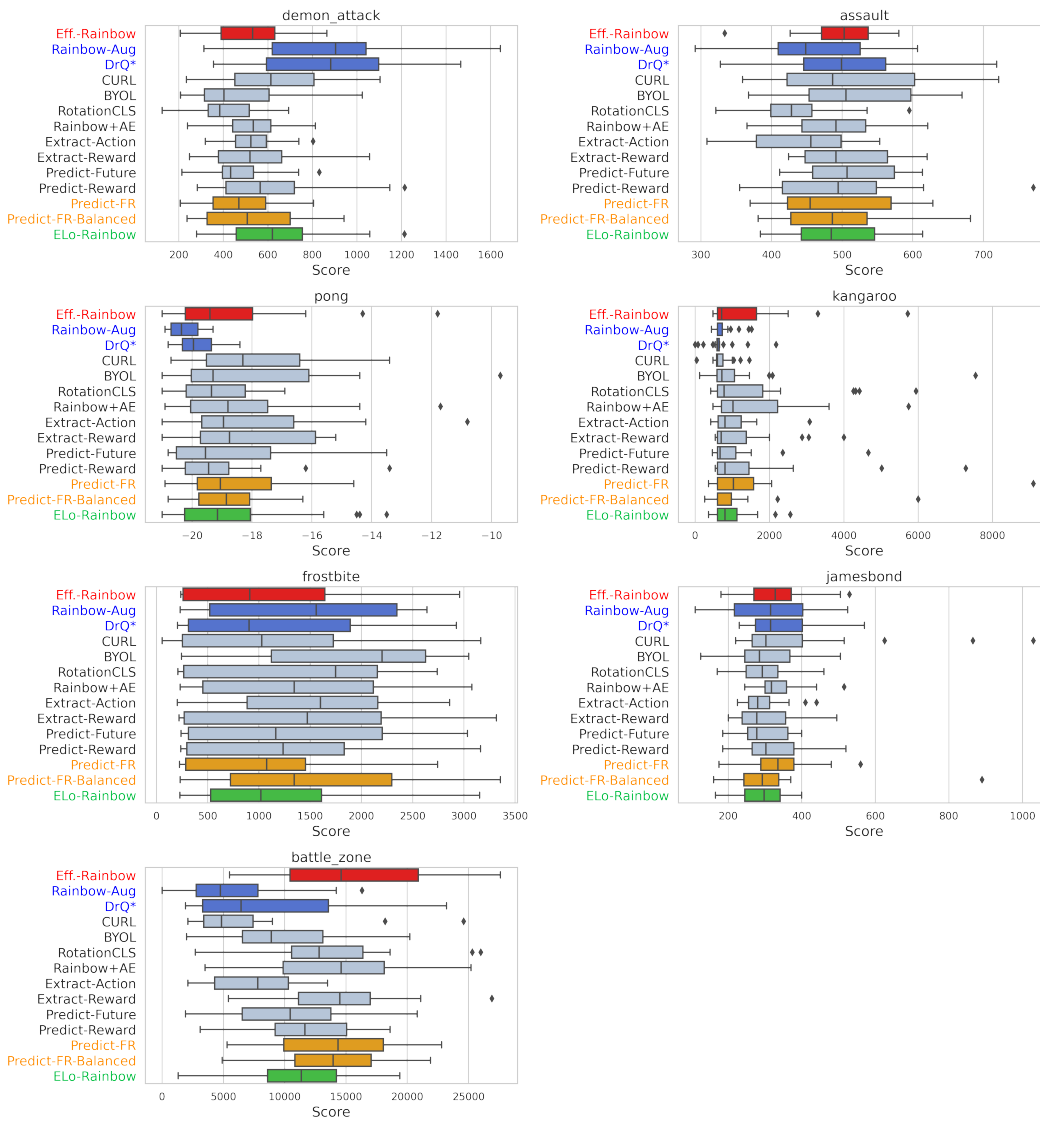 demon_attack
Eff.-Rainbow
Rainbow-Aug
DrQ*
CURL
BYOL
RotationCLS
Rainbow+AE
Extract-Action
Extract-Reward
Predict-Future
Predict-Reward
Predict-FR
Predict-FR-Balanced
ELo-Rainbow
200 400 600 800 1000 1200 1400 1600
Score
assault
Eff.-Rainbow
Rainbow-Aug
DrQ*
CURL
BYOL
RotationCLS
Rainbow+AE
Extract-Action
Extract-Reward
Predict-Future
Predict-Reward
Predict-FR
Predict-FR-Balanced
ELo-Rainbow
300 400 500 600 700
Score
pong
Eff.-Rainbow
Rainbow-Aug
DrQ*
CURL
BYOL
RotationCLS
Rainbow+AE
Extract-Action
Extract-Reward
Predict-Future
Predict-Reward
Predict-FR
Predict-FR-Balanced
ELo-Rainbow
−20 −18 −16 −14 −12 −10
Score
kangaroo
Eff.-Rainbow
Rainbow-Aug
DrQ*
CURL
BYOL
RotationCLS
Rainbow+AE
Extract-Action
Extract-Reward
Predict-Future
Predict-Reward
Predict-FR
Predict-FR-Balanced
ELo-Rainbow
0 2000 4000 6000 8000
Score
frostbite
Eff.-Rainbow
Rainbow-Aug
DrQ*
CURL
BYOL
RotationCLS
Rainbow+AE
Extract-Action
Extract-Reward
Predict-Future
Predict-Reward
Predict-FR
Predict-FR-Balanced
ELo-Rainbow
0 500 1000 1500 2000 2500 3000 3500
Score
jamesbond
Eff.-Rainbow
Rainbow-Aug
DrQ*
CURL
BYOL
RotationCLS
Rainbow+AE
Extract-Action
Extract-Reward
Predict-Future
Predict-Reward
Predict-FR
Predict-FR-Balanced
ELo-Rainbow
200 400 600 800 1000
Score
battle_zone
Eff.-Rainbow
Rainbow-Aug
DrQ*
CURL
BYOL
RotationCLS
Rainbow+AE
Extract-Action
Extract-Reward
Predict-Future
Predict-Reward
Predict-FR
Predict-FR-Balanced
ELo-Rainbow
0 5000 10000 15000 20000 25000
Score